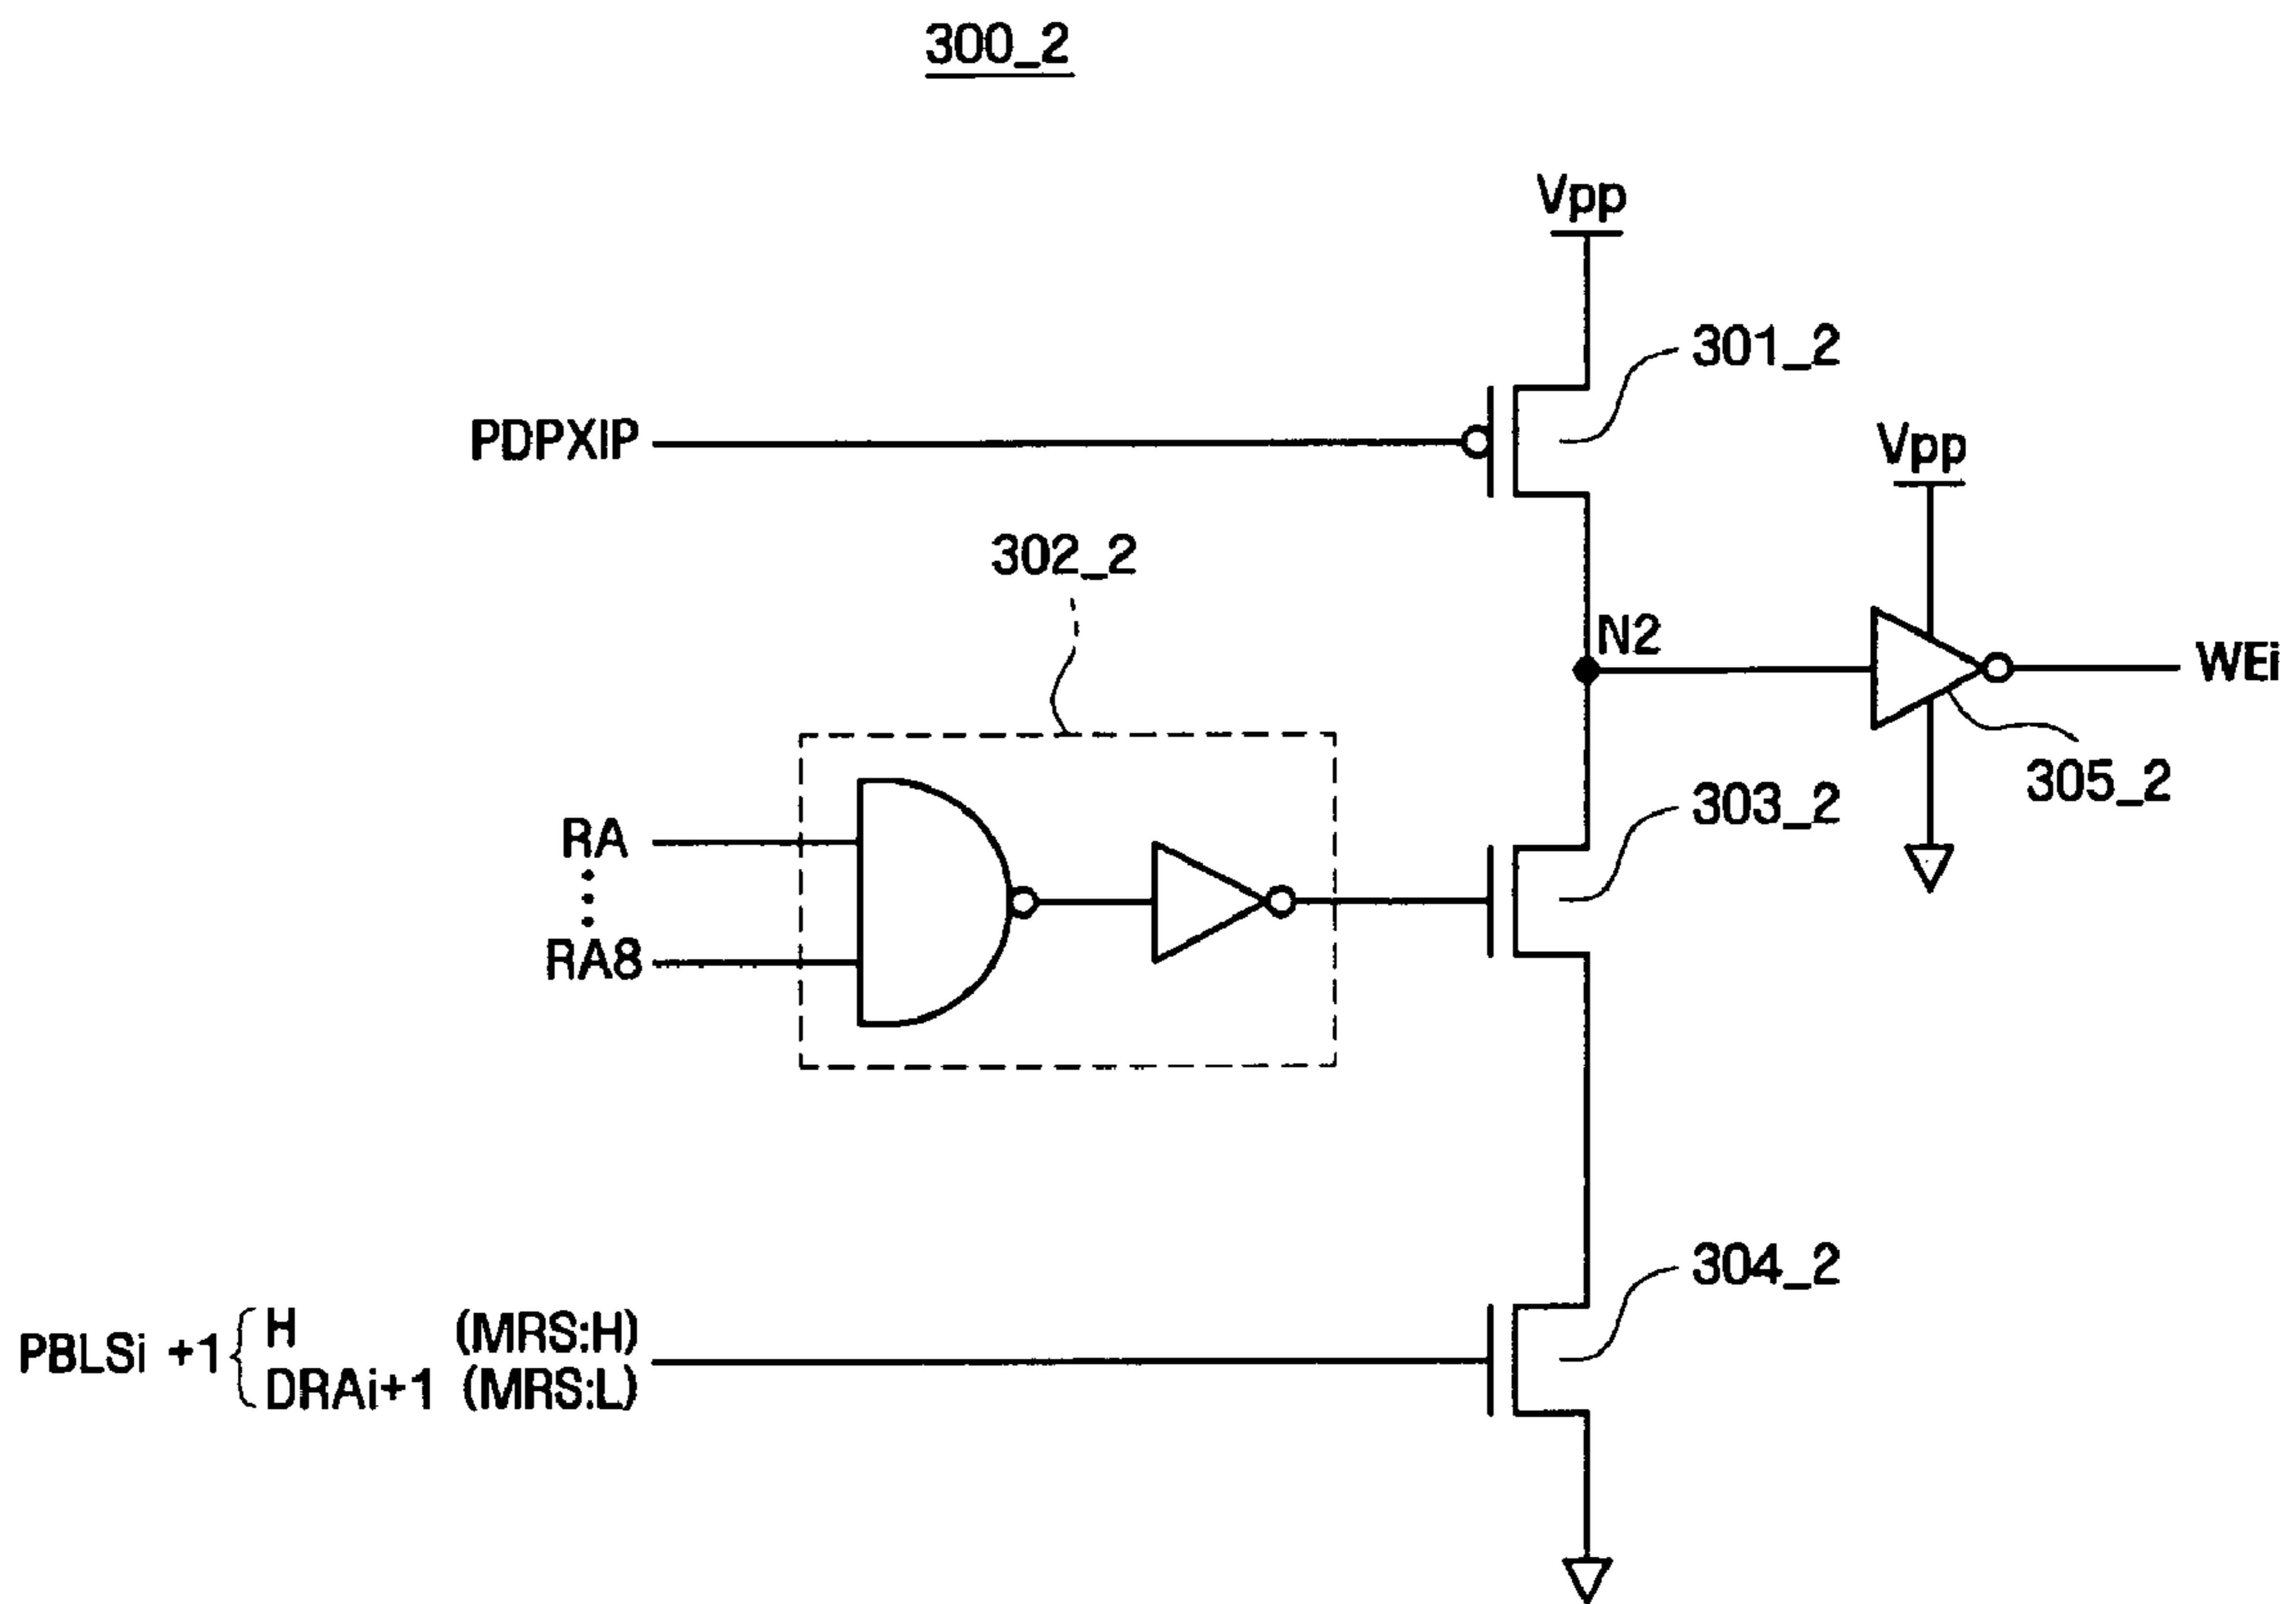 300_2
Vpp
301_2
PDPXIP
Vpp
302_2
N2
WEi
305_2
303_2
RA
RA8
304_2
PBLSi +1 { H (MRS:H)
DRAi+1 (MRS:L)